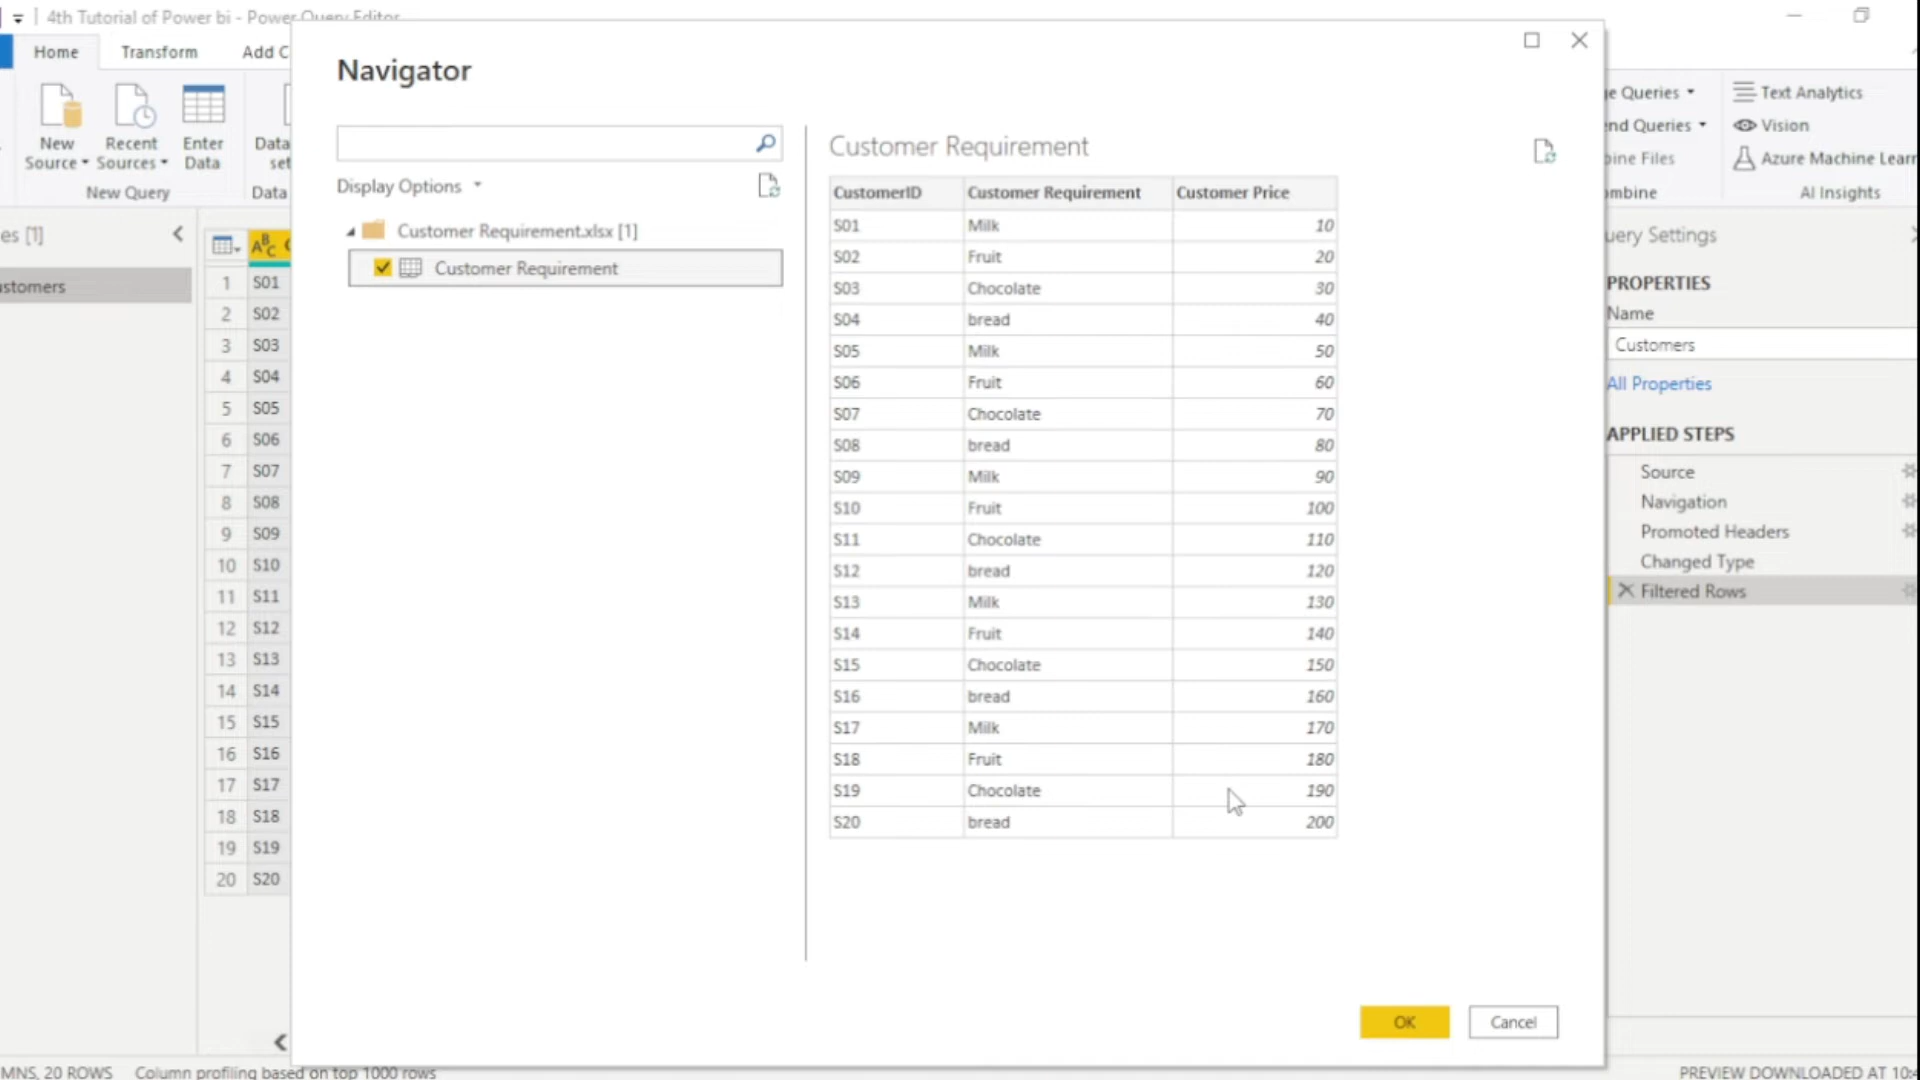 4th Tutorial of Power bi - Power Query Editor
Home Transform Add C
New Source
Recent Sources
Enter Data
Data set
New Query
Data
ge Queries
Text Analytics
end Queries
Vision
bine Files
Azure Machine Learn
mbine
AI Insights
Navigator
Display Options
Customer Requirement.xlsx [1]
Customer Requirement
Customer Requirement
CustomerID Customer Requirement Customer Price
S01 Milk 10
S02 Fruit 20
S03 Chocolate 30
S04 bread 40
S05 Milk 50
S06 Fruit 60
S07 Chocolate 70
S08 bread 80
S09 Milk 90
S10 Fruit 100
S11 Chocolate 110
S12 bread 120
S13 Milk 130
S14 Fruit 140
S15 Chocolate 150
S16 bread 160
S17 Milk 170
S18 Fruit 180
S19 Chocolate 190
S20 bread 200
OK Cancel
es [1]
stomers
ABC
1 S01
2 S02
3 S03
4 S04
5 S05
6 S06
7 S07
8 S08
9 S09
10 S10
11 S11
12 S12
13 S13
14 S14
15 S15
16 S16
17 S17
18 S18
19 S19
20 S20
uery Settings
PROPERTIES
Name
Customers
All Properties
APPLIED STEPS
Source
Navigation
Promoted Headers
Changed Type
Filtered Rows
MNS, 20 ROWS Column profiling based on top 1000 rows
PREVIEW DOWNLOADED AT 10:4